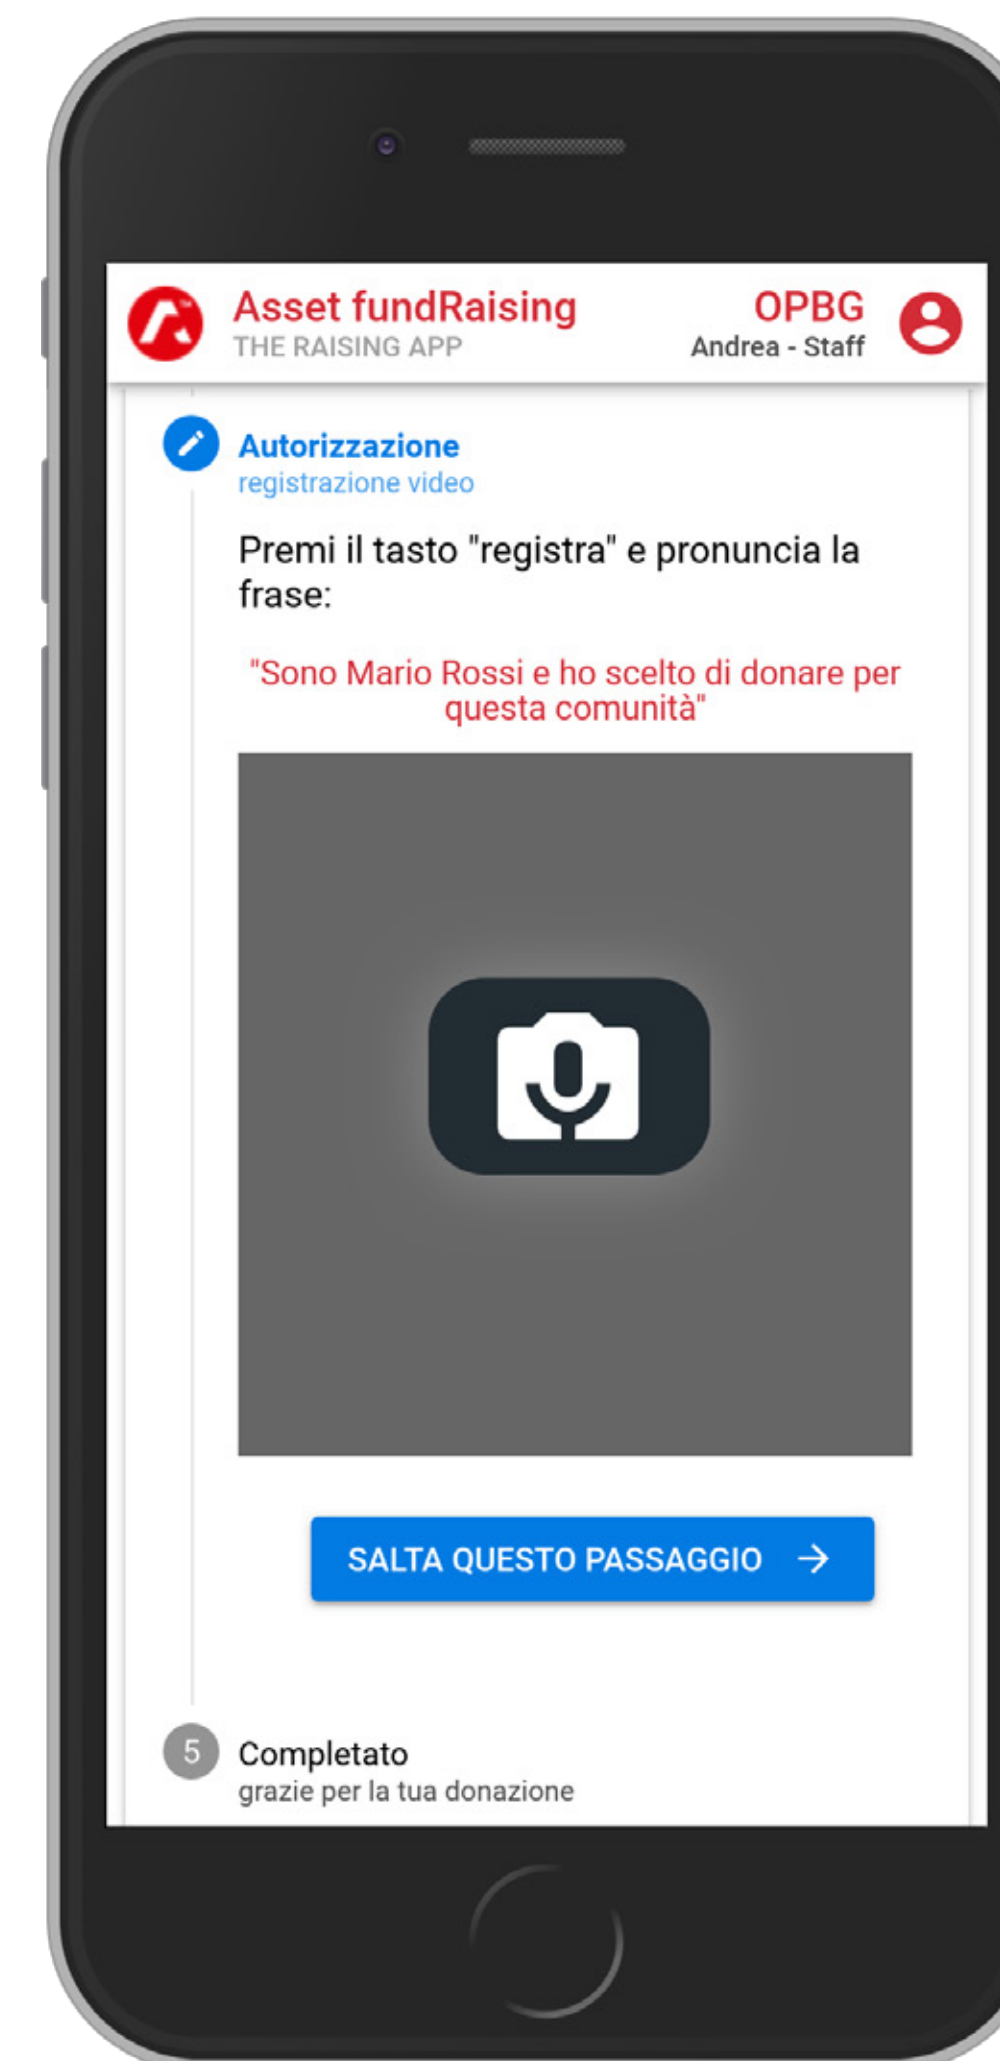 Asset fundRaising
THE RAISING APP
OPBG
Andrea - Staff
Autorizzazione
registrazione video
Premi il tasto "registra" e pronuncia la
frase:
"Sono Mario Rossi e ho scelto di donare per
questa comunità"
SALTA QUESTO PASSAGGIO
5
Completato
grazie per la tua donazione